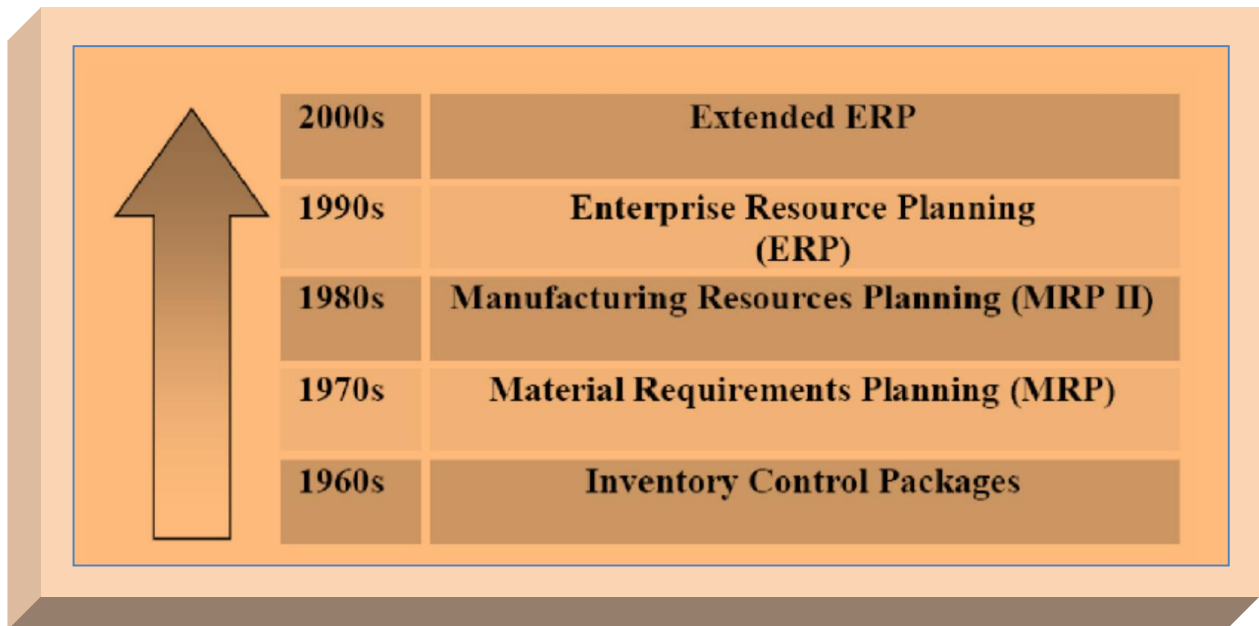 2000s Extended ERP
1990s Enterprise Resource Planning
(ERP)
1980s Manufacturing Resources Planning (MRP II)
1970s Material Requirements Planning (MRP)
1960s Inventory Control Packages